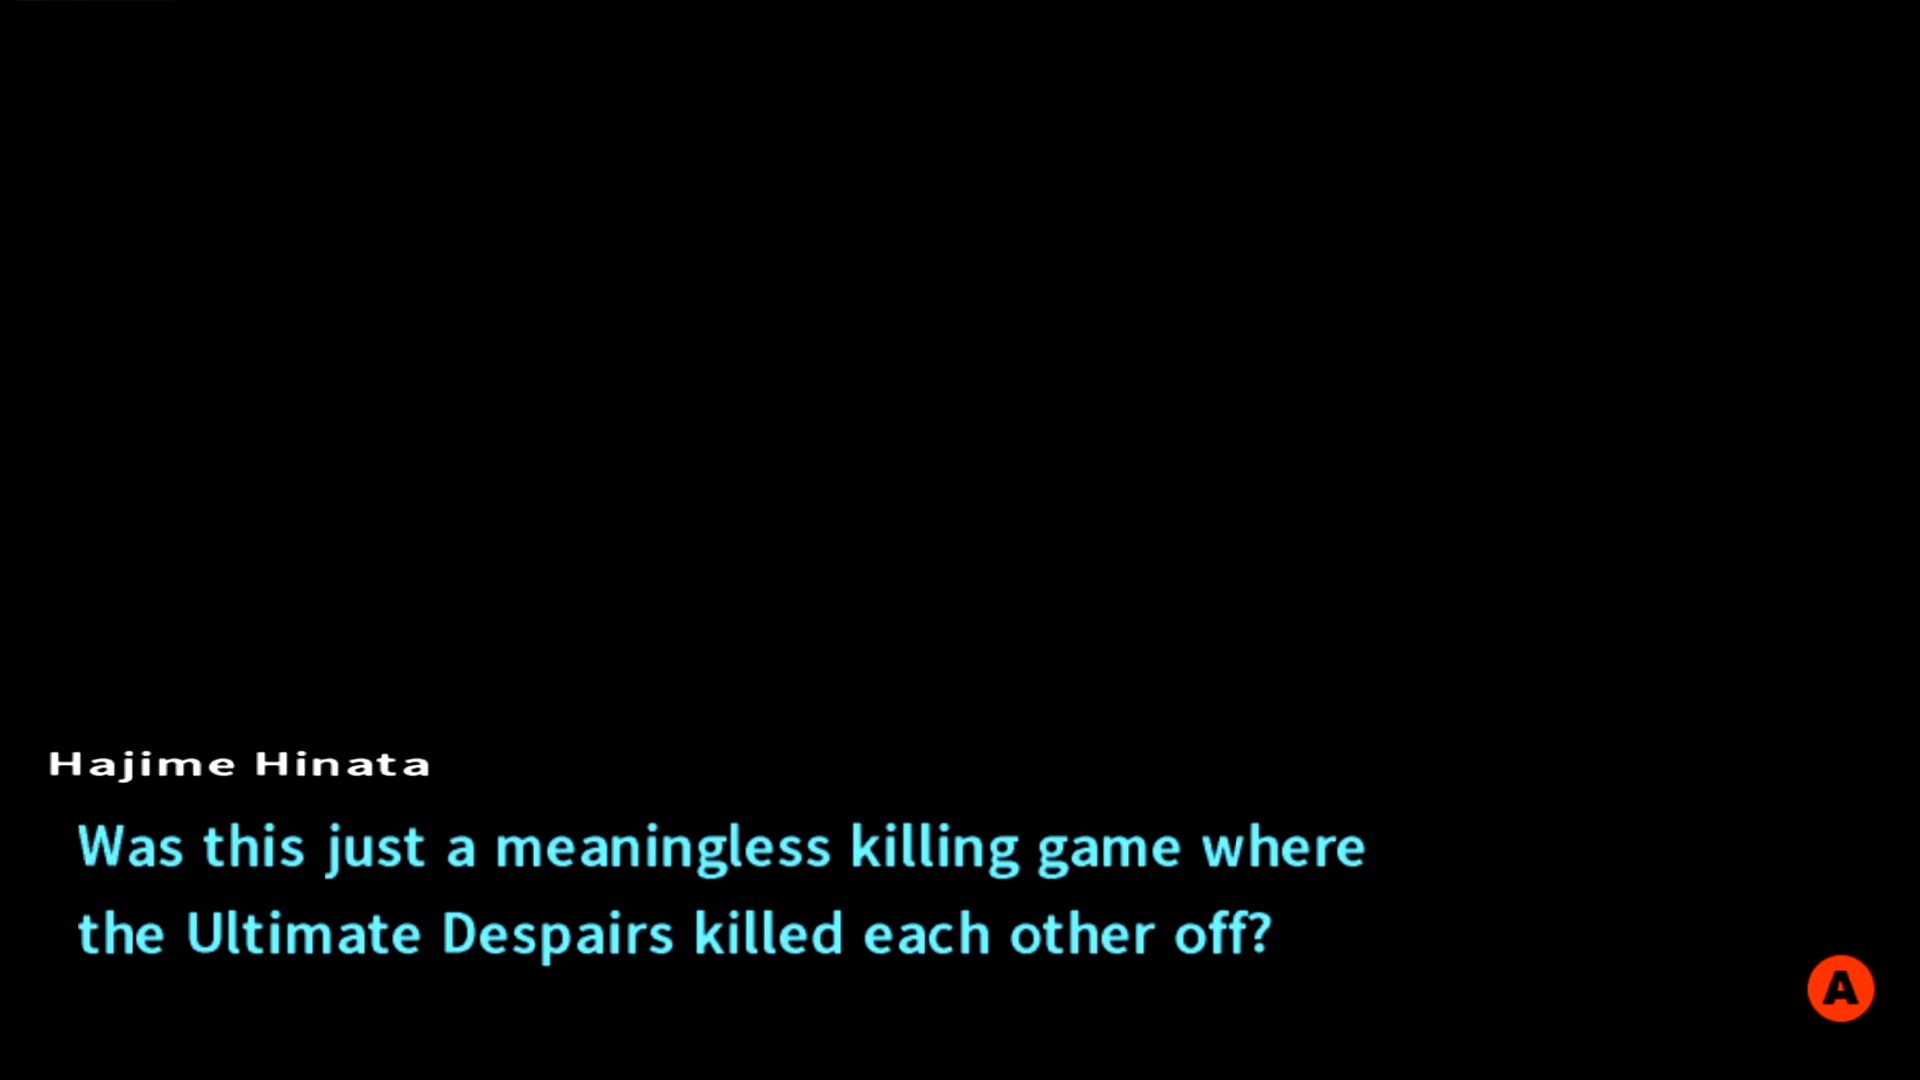 Hajime Hinata
Was this just a meaningless killing game where
the Ultimate Despairs killed each other off?
A